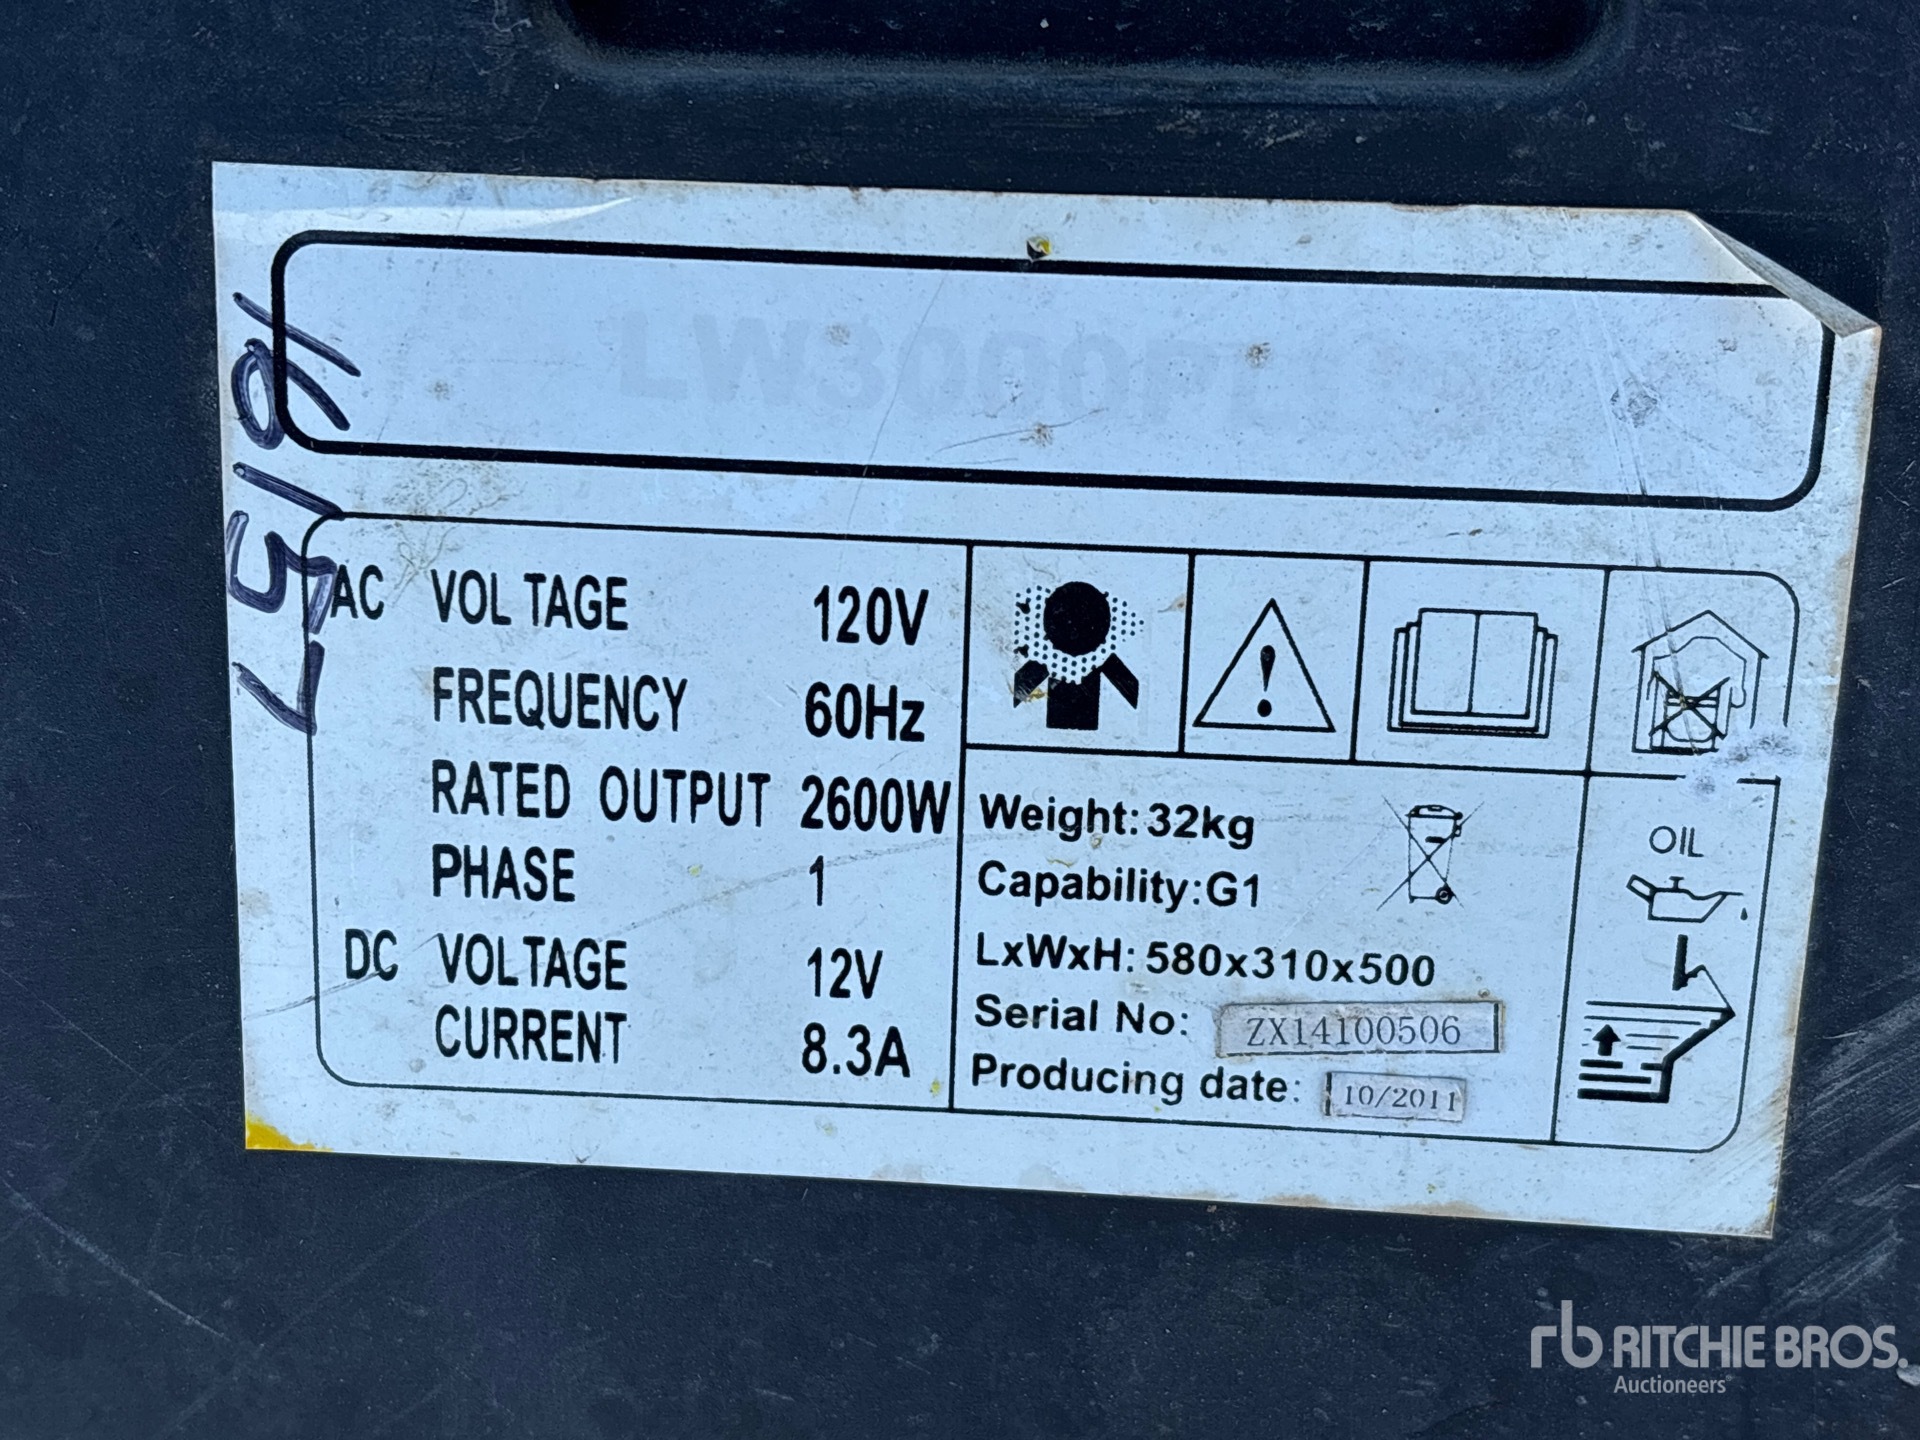 AC VOLTAGE 120V
FREQUENCY 60Hz
RATED OUTPUT 2600W
PHASE 1
DC VOLTAGE 12V
CURRENT 8.3A
Weight: 32kg
Capability: G1
LxWxH: 580x310x500
Serial No: ZX14100506
Producing date: 10/2011
OIL
rb RITCHIE BROS.
Auctioneers